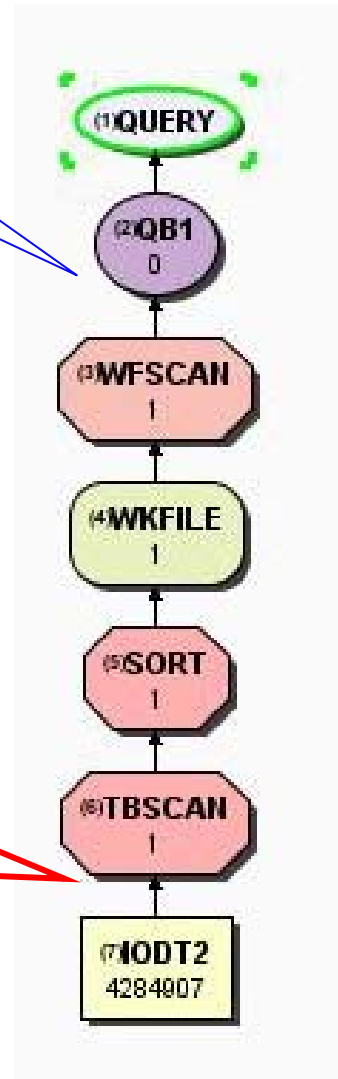 (1)QUERY
(2)QB1
0
(3)WFSCAN
1
(4)WKFILE
1
(5)SORT
1
(6)TBSCAN
1
(7)IODT2
4284907